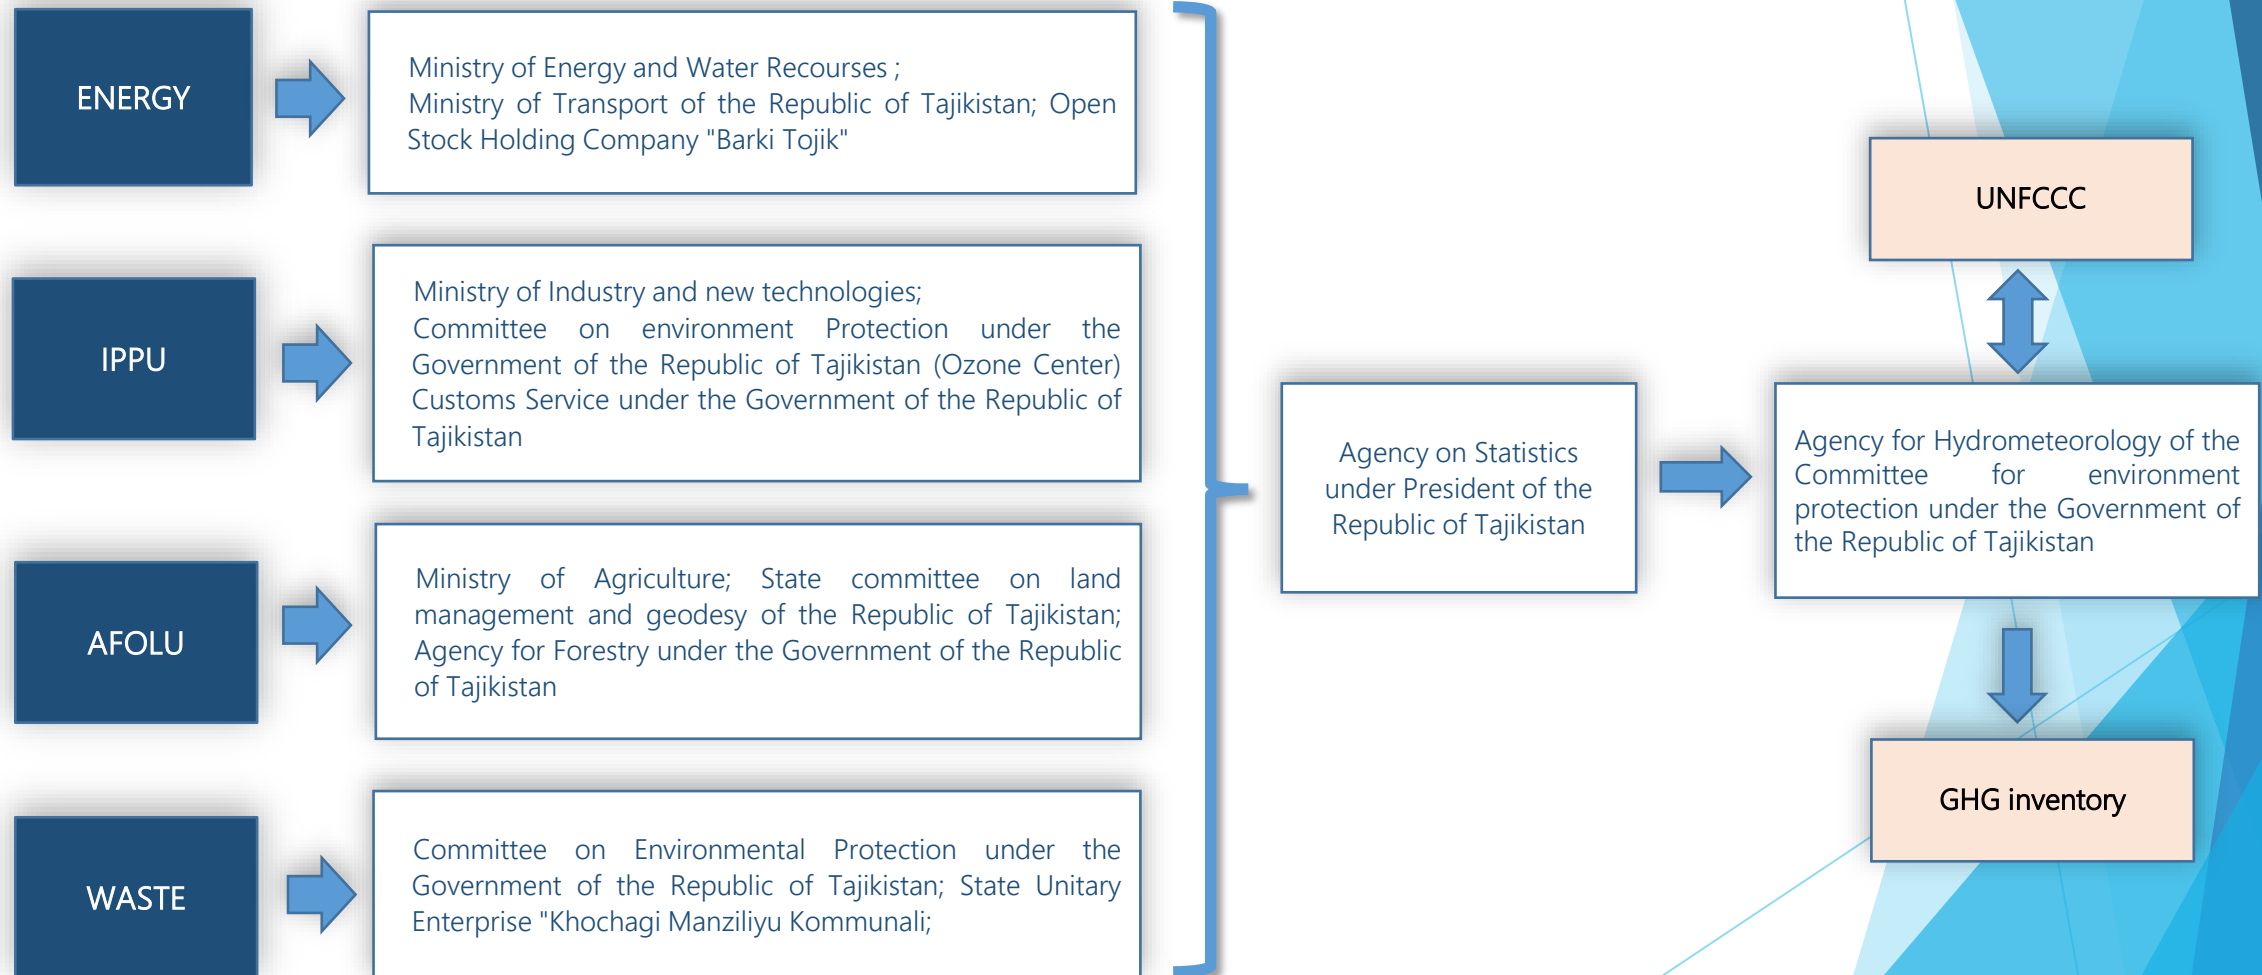 ENERGY
Ministry of Energy and Water Recourses ;
Ministry of Transport of the Republic of Tajikistan; Open
Stock Holding Company "Barki Tojik"
IPPU
Ministry of Industry and new technologies;
Committee on environment Protection under the
Government of the Republic of Tajikistan (Ozone Center)
Customs Service under the Government of the Republic of
Tajikistan
AFOLU
Ministry of Agriculture; State committee on land
management and geodesy of the Republic of Tajikistan;
Agency for Forestry under the Government of the Republic
of Tajikistan
WASTE
Committee on Environmental Protection under the
Government of the Republic of Tajikistan; State Unitary
Enterprise "Khochagi Manziliyu Kommunali;
Agency on Statistics
under President of the
Republic of Tajikistan
UNFCCC
Agency for Hydrometeorology of the
Committee for environment
protection under the Government of
the Republic of Tajikistan
GHG inventory